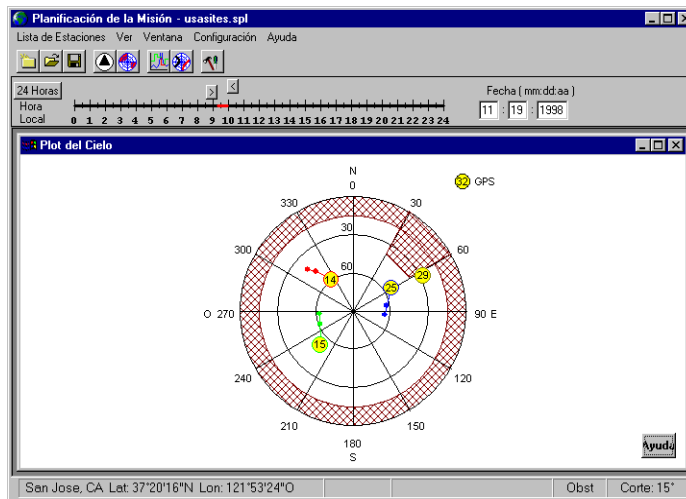 Planificación de la Misión - usasites.spl
Lista de Estaciones Ver Ventana Configuración Ayuda
24 Horas
Hora
Local
0 1 2 3 4 5 6 7 8 9 10 11 12 13 14 15 16 17 18 19 20 21 22 23 24
Fecha ( mm:dd:aa )
11 : 19 : 1998
Plot del Cielo
N
0
32 GPS
330
30
30
300
60
60
14
25
29
O 270
90 E
15
240
120
210
150
180
S
Ayuda
San Jose, CA Lat: 37°20'16"N Lon: 121°53'24"O
Obst
Corte: 15°